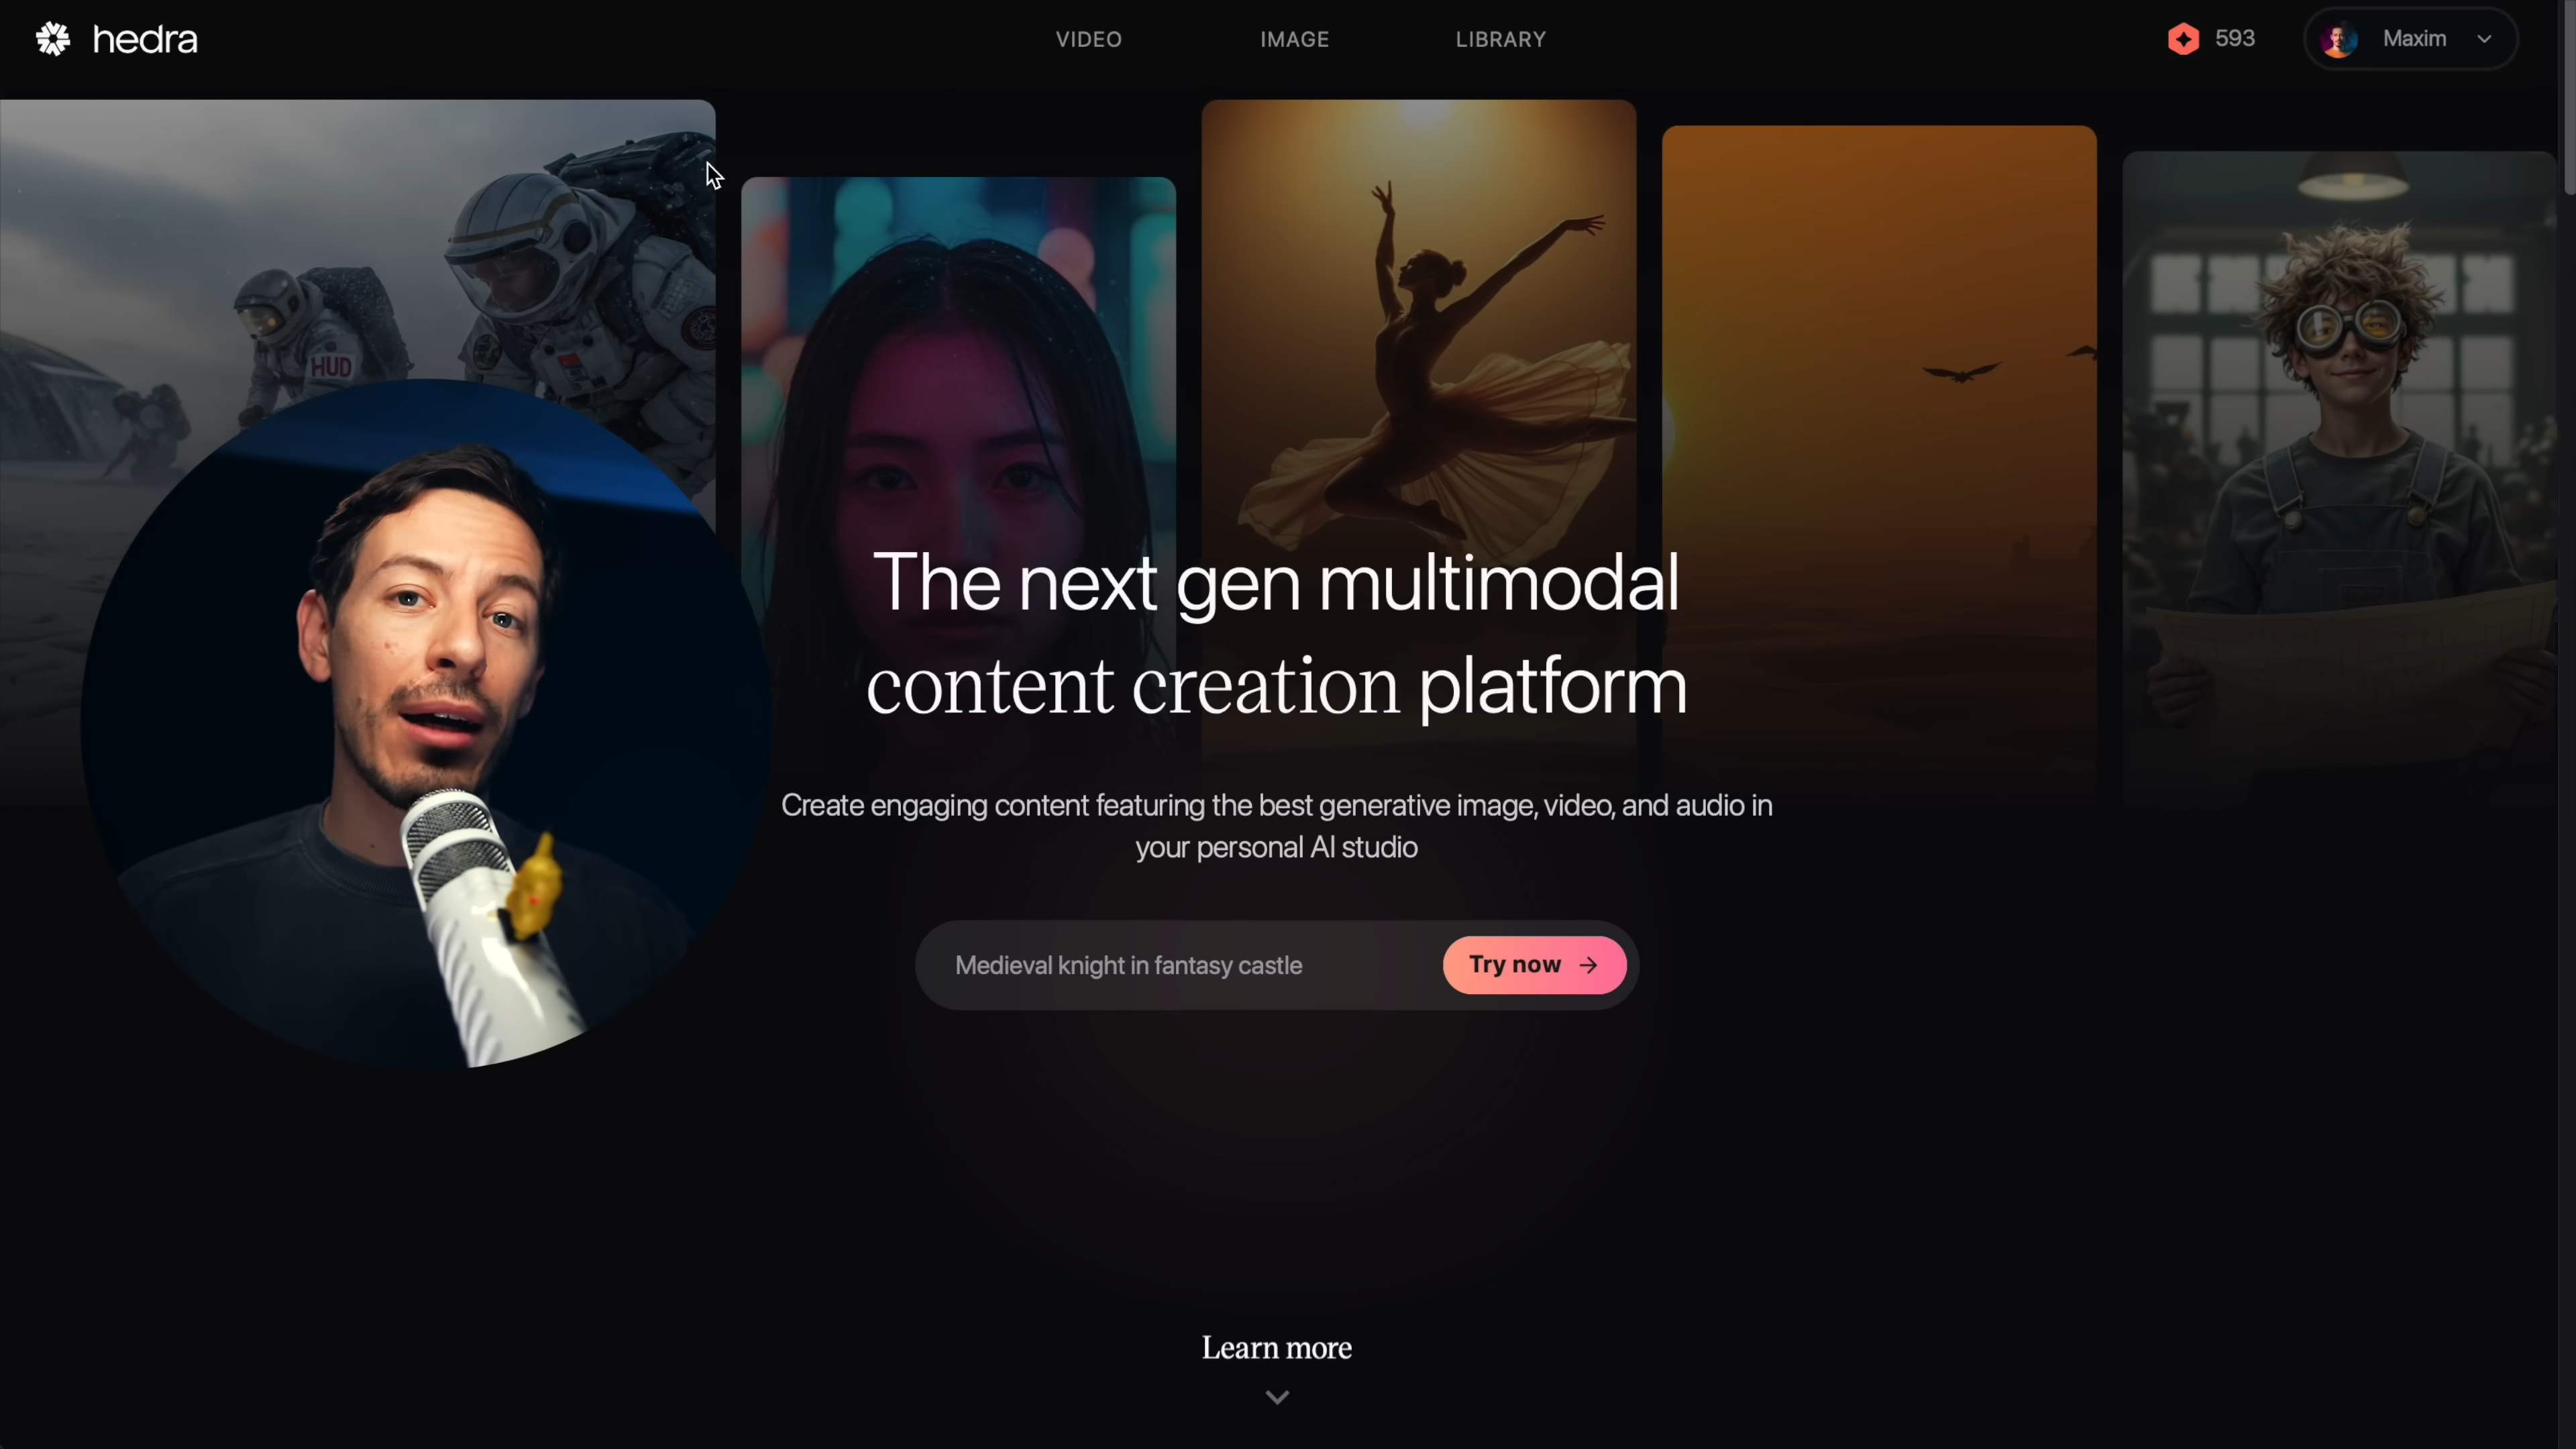 hedra
VIDEO
IMAGE
LIBRARY
593
Maxim
HUD
The next gen multimodal
content creation platform
Create engaging content featuring the best generative image, video, and audio in
your personal AI studio
Medieval knight in fantasy castle
Try now
Learn more